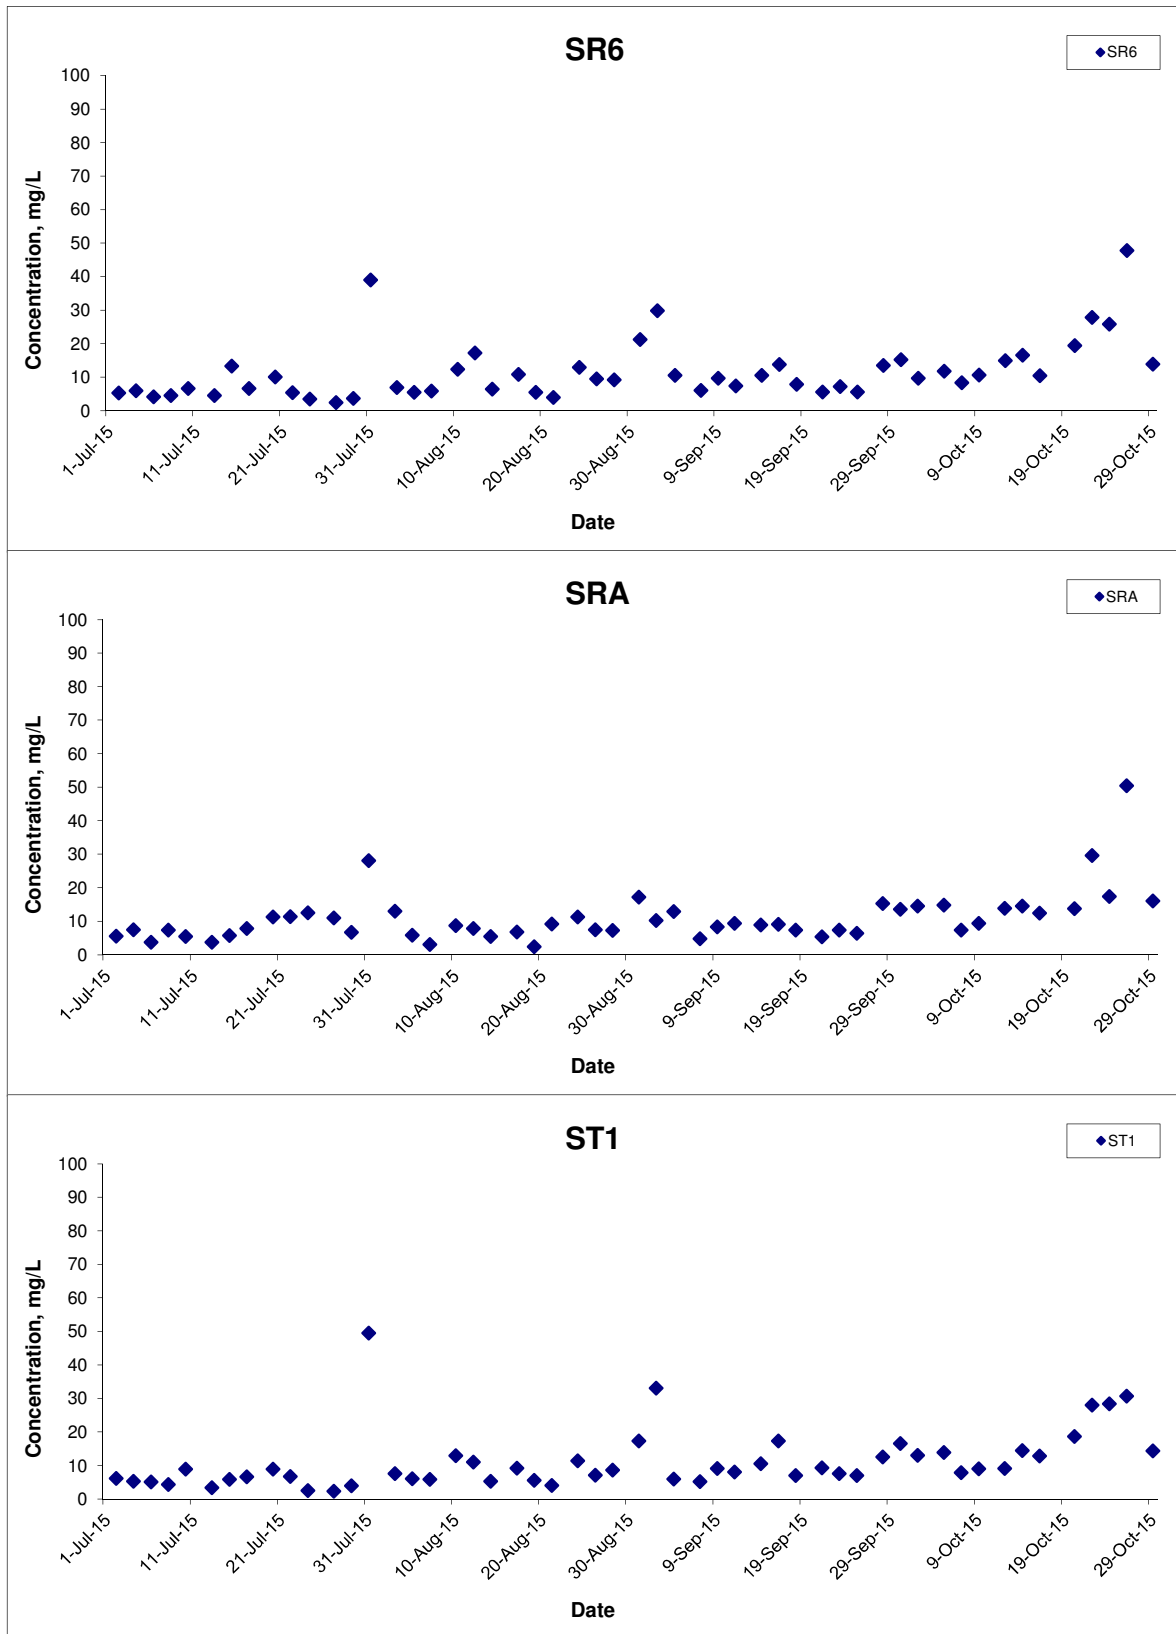 SR6
SR6
100
90
80
70
60
50
40
30
20
10
0
Concentration, mg/L
1-Jul-15
11-Jul-15
21-Jul-15
31-Jul-15
10-Aug-15
20-Aug-15
30-Aug-15
9-Sep-15
19-Sep-15
29-Sep-15
9-Oct-15
19-Oct-15
29-Oct-15
Date
SRA
SRA
100
90
80
70
60
50
40
30
20
10
0
Concentration, mg/L
1-Jul-15
11-Jul-15
21-Jul-15
31-Jul-15
10-Aug-15
20-Aug-15
30-Aug-15
9-Sep-15
19-Sep-15
29-Sep-15
9-Oct-15
19-Oct-15
29-Oct-15
Date
ST1
ST1
100
90
80
70
60
50
40
30
20
10
0
Concentration, mg/L
1-Jul-15
11-Jul-15
21-Jul-15
31-Jul-15
10-Aug-15
20-Aug-15
30-Aug-15
9-Sep-15
19-Sep-15
29-Sep-15
9-Oct-15
19-Oct-15
29-Oct-15
Date